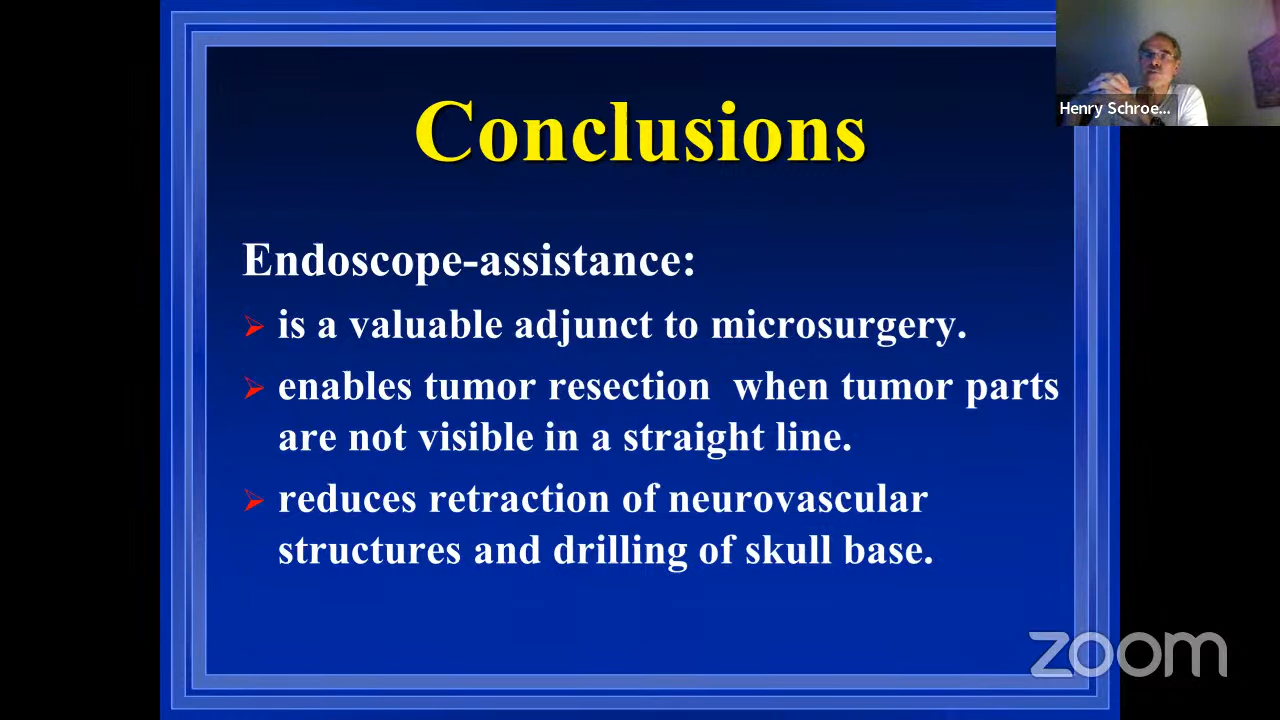 Henry Schroe...
Conclusions
Endoscope-assistance:
is a valuable adjunct to microsurgery.
enables tumor resection  when tumor parts
are not visible in a straight line.
reduces retraction of neurovascular
structures and drilling of skull base.
zoom